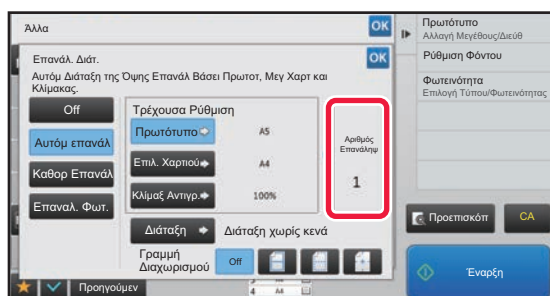 Άλλα
OK
Επανάλ. Διάτ.
OK
Αυτόμ Διάταξη της Όψης Επανάλ Βάσει Πρωτοτ, Μεγ Χαρτ και
Κλίμακας.
Off
Αυτόμ επανάλ
Καθορ Επανάλ
Επαναλ. Φωτ.
Τρέχουσα Ρύθμιση
Πρωτότυπο
A5
Επιλ. Χαρτιού
A4
Κλίμαξ Αντιγρ.
100%
Αριθμός
Επανάληψ
1
Διάταξη
Διάταξη χωρίς κενά
Γραμμή
Διαχωρισμού
Off
Προηγούμεν
4
A4
Πρωτότυπο
Αλλαγή Μεγέθους/Διεύθ
Ρύθμιση Φόντου
Φωτεινότητα
Επιλογή Τύπου/Φωτεινότητας
Προεπισκόπ
CA
Έναρξη